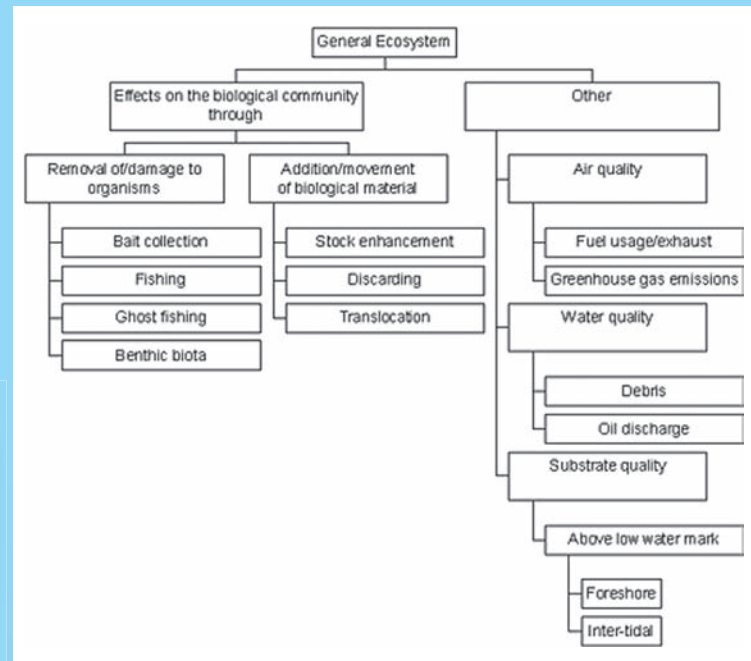 General Ecosystem
Effects on the biological community
through
Other
Removal of/damage to
organisms
Addition/movement
of biological material
Bait collection
Fishing
Ghost fishing
Benthic biota
Stock enhancement
Discarding
Translocation
Air quality
Fuel usage/exhaust
Greenhouse gas emissions
Water quality
Debris
Oil discharge
Substrate quality
Above low water mark
Foreshore
Inter-tidal